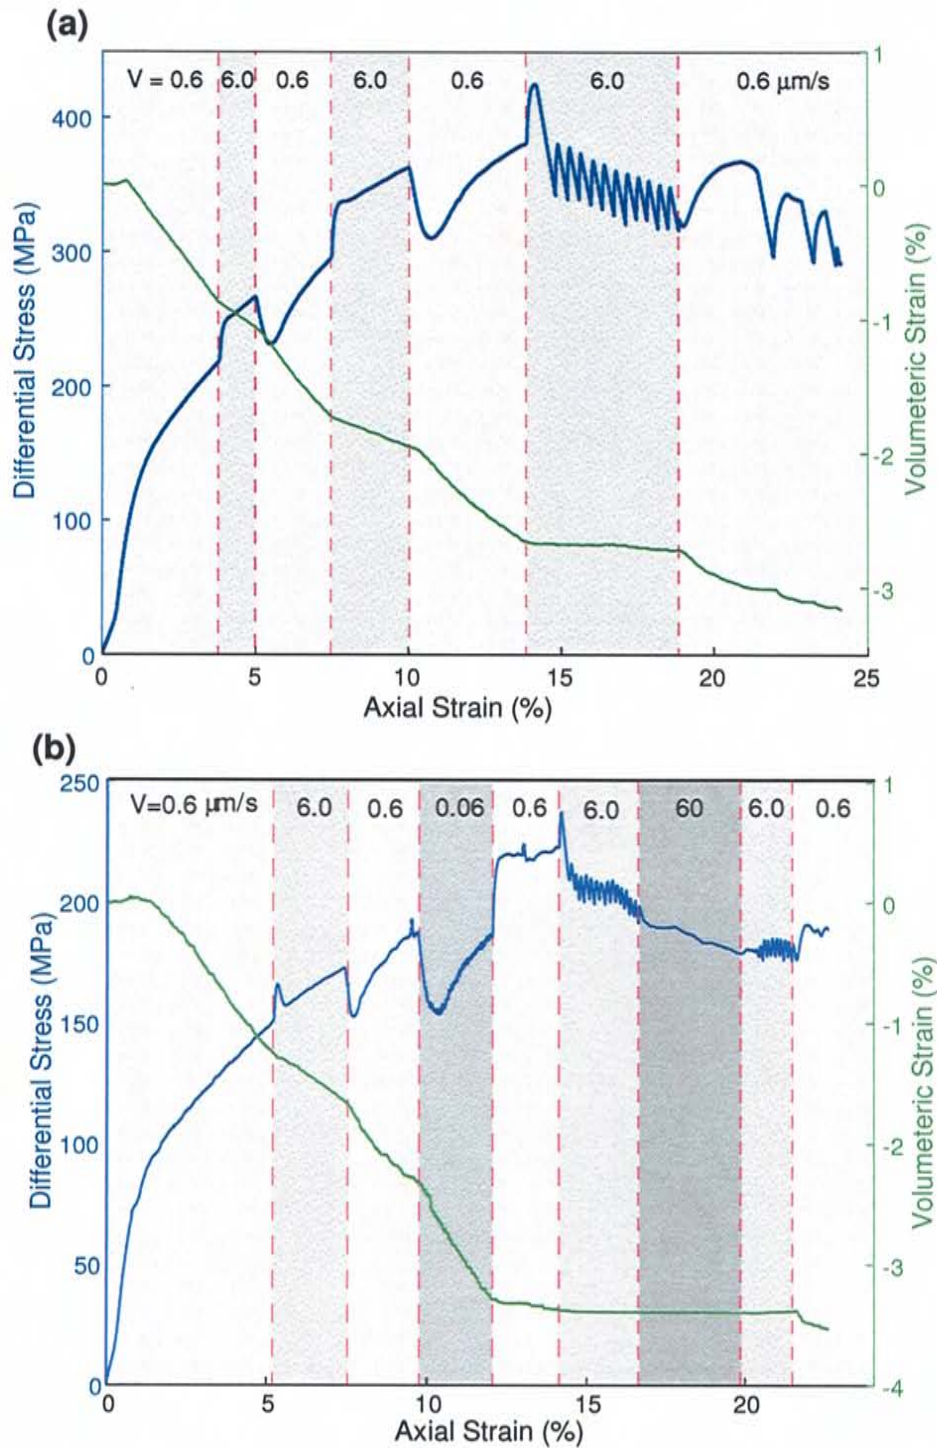 (a)
V = 0.6 6.0 0.6 6.0 0.6 6.0 0.6 μm/s
400
300
200
100
0
Differential Stress (MPa)
1
0
-1
-2
-3
Volumeteric Strain (%)
0 5 10 15 20 25
Axial Strain (%)
(b)
V=0.6 μm/s 6.0 0.6 0.06 0.6 6.0 60 6.0 0.6
250
200
150
100
50
0
Differential Stress (MPa)
1
0
-1
-2
-3
-4
Volumeteric Strain (%)
0 5 10 15 20
Axial Strain (%)